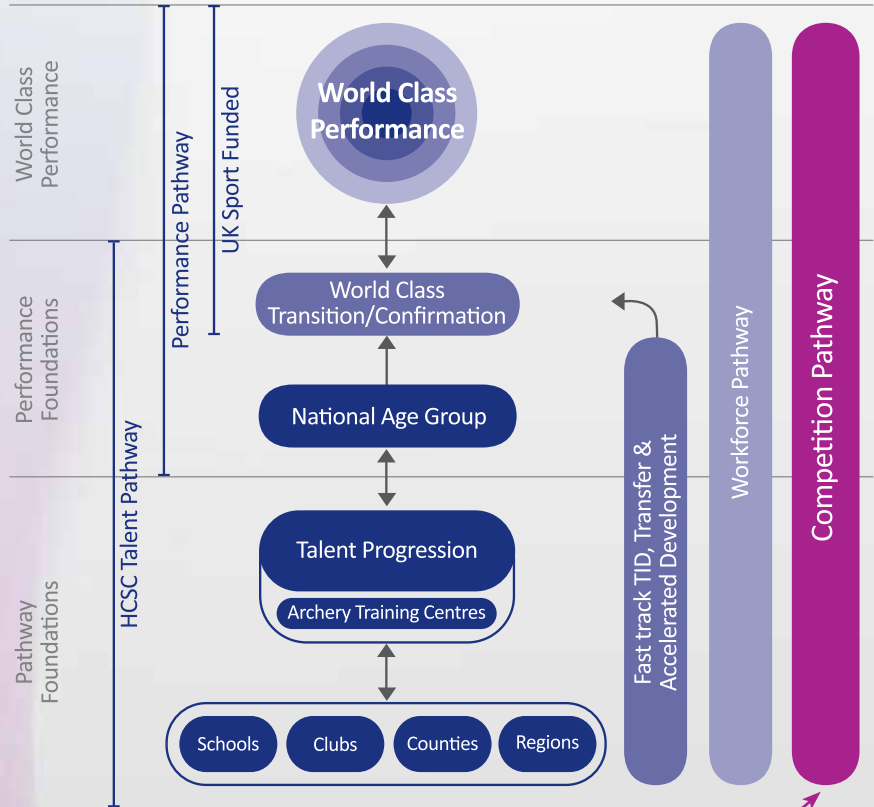 World Class
Performance
Performance
Foundations
Pathway
Foundations
HCSC Talent Pathway
Performance Pathway
UK Sport Funded
World Class
Performance
World Class
Transition/Confirmation
National Age Group
Talent Progression
Archery Training Centres
Schools
Clubs
Counties
Regions
Fast track TID, Transfer &
Accelerated Development
Workforce Pathway
Competition Pathway